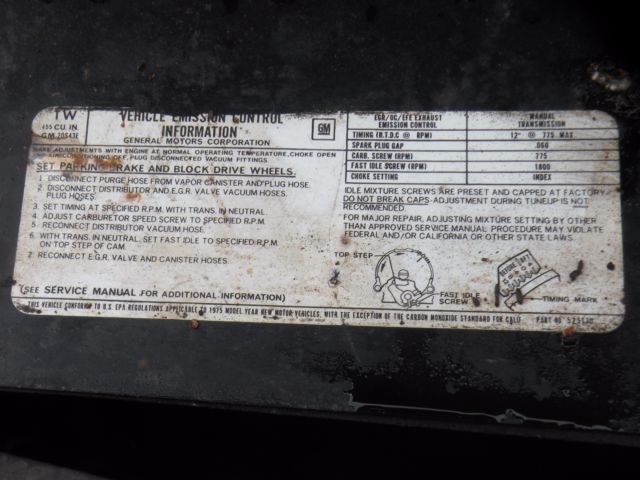 TW
455 CU. IN.
GM 20S43E
VEHICLE EMISSION CONTROL
INFORMATION
GENERAL MOTORS CORPORATION
GM
MAKE ADJUSTMENTS WITH ENGINE AT NORMAL OPERATING TEMPERATURE, CHOKE OPEN
AIR CONDITIONING OFF, PLUG DISCONNECTED VACUUM FITTINGS.
SET PARKING BRAKE AND BLOCK DRIVE WHEELS.
1. DISCONNECT PURGE HOSE FROM VAPOR CANISTER AND PLUG HOSE.
2. DISCONNECT DISTRIBUTOR AND E.G.R. VALVE VACUUM HOSES
PLUG HOSES.
3. SET TIMING AT SPECIFIED R.P.M. WITH TRANS. IN NEUTRAL
4. ADJUST CARBURETOR SPEED SCREW TO SPECIFIED R.P.M.
5. RECONNECT DISTRIBUTOR VACUUM HOSE.
6. WITH TRANS. IN NEUTRAL, SET FAST IDLE TO SPECIFIED R.P.M.
ON TOP STEP OF CAM.
7. RECONNECT E.G.R. VALVE AND CANISTER HOSES.
(SEE SERVICE MANUAL FOR ADDITIONAL INFORMATION)
EGR/OC/EFE EXHAUST
EMISSION CONTROL
MANUAL
TRANSMISSION
TIMING (B.T.D.C @ RPM) 12° @ 775 MAX
SPARK PLUG GAP .060
CARB. SCREW (RPM) 775
FAST IDLE SCREW (RPM) 1800
CHOKE SETTING INDEX
IDLE MIXTURE SCREWS ARE PRESET AND CAPPED AT FACTORY
DO NOT BREAK CAPS-ADJUSTMENT DURING TUNEUP IS NOT
RECOMMENDED.
FOR MAJOR REPAIR, ADJUSTING MIXTURE SETTING BY OTHER
THAN APPROVED SERVICE MANUAL PROCEDURE MAY VIOLATE
FEDERAL AND/OR CALIFORNIA OR OTHER STATE LAWS.
TOP STEP
FAST IDLE
SCREW
TIMING MARK
THIS VEHICLE CONFORMS TO U.S. EPA REGULATIONS APPLICABLE TO 1975 MODEL YEAR NEW MOTOR VEHICLES, WITH THE EXCEPTION OF THE CARBON MONOXIDE STANDARD FOR CALIF. PART NO.